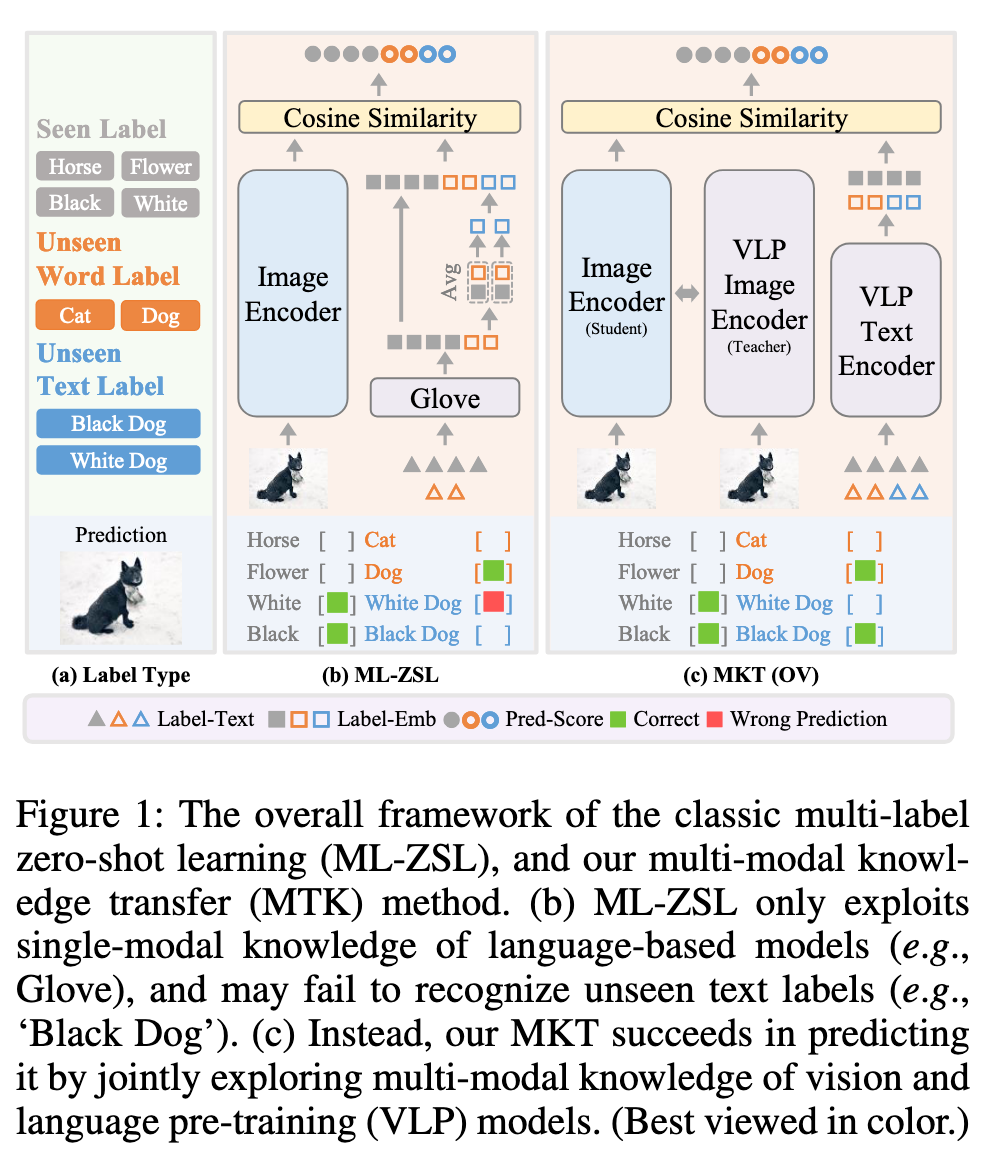 Seen Label
Horse Flower
Black White
Unseen
Word Label
Cat Dog
Unseen
Text Label
Black Dog
White Dog
Prediction
(a) Label Type
Cosine Similarity
Image
Encoder
Avg
Glove
Horse [ ] Cat [ ]
Flower [ ] Dog [ ]
White [ ] White Dog [ ]
Black [ ] Black Dog [ ]
(b) ML-ZSL
Cosine Similarity
Image
Encoder
(Student)
VLP
Image
Encoder
(Teacher)
VLP
Text
Encoder
Horse [ ] Cat [ ]
Flower [ ] Dog [ ]
White [ ] White Dog [ ]
Black [ ] Black Dog [ ]
(c) MKT (OV)
Label-Text Label-Emb Pred-Score Correct Wrong Prediction
Figure 1: The overall framework of the classic multi-label
zero-shot learning (ML-ZSL), and our multi-modal knowl-
edge transfer (MTK) method. (b) ML-ZSL only exploits
single-modal knowledge of language-based models (e.g.,
Glove), and may fail to recognize unseen text labels (e.g.,
‘Black Dog’). (c) Instead, our MKT succeeds in predicting
it by jointly exploring multi-modal knowledge of vision and
language pre-training (VLP) models. (Best viewed in color.)